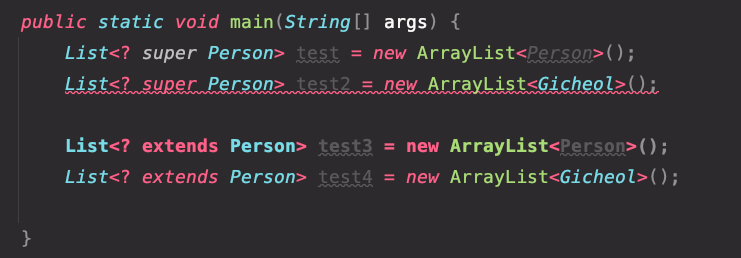 public static void main(String[] args) {
List<? super Person> test = new ArrayList<Person>();
List<? super Person> test2 = new ArrayList<Gicheol>();
List<? extends Person> test3 = new ArrayList<Person>();
List<? extends Person> test4 = new ArrayList<Gicheol>();
}